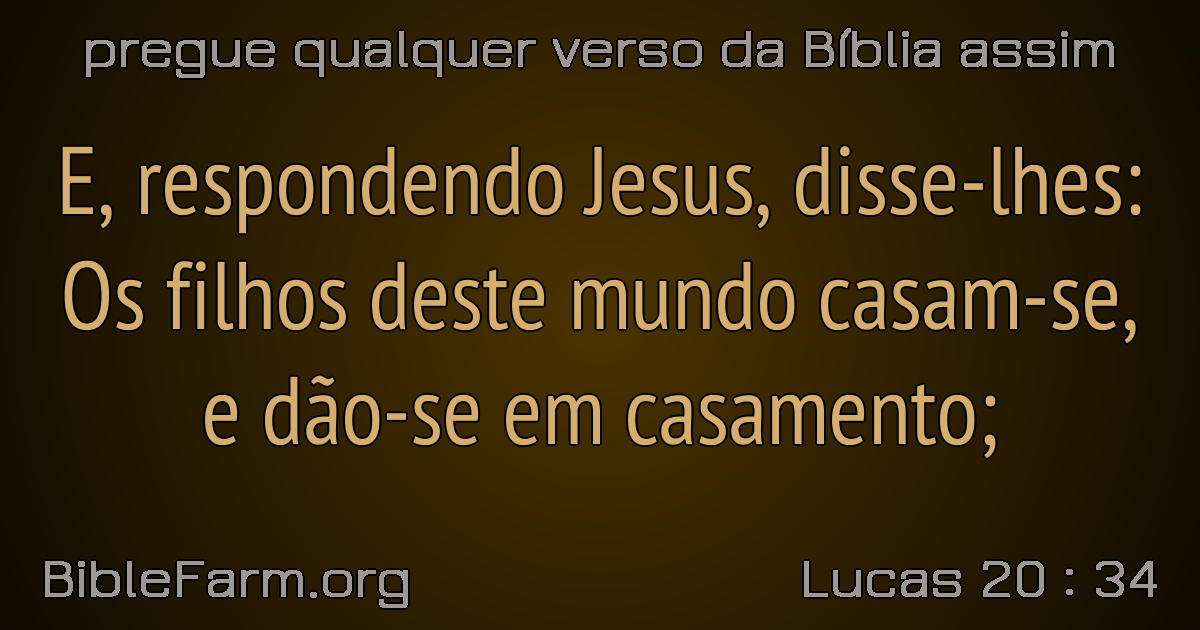 pregue qualquer verso da Bíblia assim
E, respondendo Jesus, disse-lhes:
Os filhos deste mundo casam-se,
e dão-se em casamento;
BibleFarm.org
Lucas 20 : 34